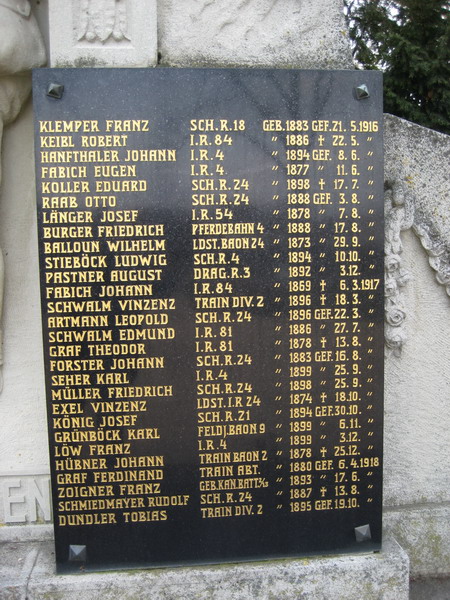 KLEMPER FRANZ SCH.R.18 GEB.1883 GEF.21.5.1916
KEIBL ROBERT I.R.84 " 1886 † 22.5. "
HANFTHALER JOHANN I.R.4 " 1894 GEF. 8.6. "
FABICH EUGEN I.R.4. " 1877 " 11.6. "
KOLLER EDUARD SCH.R.24 " 1898 † 17.7. "
RAAB OTTO SCH.R.24 " 1888 GEF. 3.8. "
LÄNGER JOSEF I.R.54 " 1878 " 7.8. "
BURGER FRIEDRICH PFERDEBAHN 4 " 1888 " 17.8. "
BALLOUN WILHELM LDST.BAON 24 " 1873 " 29.9. "
STIEBÖCK LUDWIG SCH.R.4 " 1894 " 10.10. "
PASTNER AUGUST DRAG.R.3 " 1892 " 3.12. "
FABICH JOHANN I.R.84 " 1869 † 6.3.1917
SCHWALM VINZENZ TRAIN DIV.2 " 1896 † 18.3. "
ARTMANN LEOPOLD SCH.R.24 " 1896 GEF.22.3. "
SCHWALM EDMUND I.R.81 " 1886 " 27.7. "
GRAF THEODOR I.R.81 " 1878 † 13.8. "
FORSTER JOHANN SCH.R.24 " 1883 GEF.16.8. "
SEHER KARL I.R.4 " 1899 " 25.9. "
MÜLLER FRIEDRICH SCH.R.24 " 1898 " 25.9. "
EXEL VINZENZ LDST.I.R 24 " 1874 † 18.10. "
KÖNIG JOSEF SCH.R.21 " 1894 GEF.30.10. "
GRÜNBÖCK KARL FELDJ.BAON 9 " 1899 " 6.11. "
LÖW FRANZ I.R.4 " 1899 " 3.12. "
HÜBNER JOHANN TRAIN BAON 2 " 1878 † 25.12. "
GRAF FERDINAND TRAIN ABT. " 1880 GEF. 6.4.1918
ZOIGNER FRANZ GEB.KAN.BATT. " 1893 " 17.6. "
SCHMIEDMAYER RUDOLF SCH.R.24 " 1887 † 13.8. "
DUNDLER TOBIAS TRAIN DIV.2 " 1895 GEF.19.10. "
EN